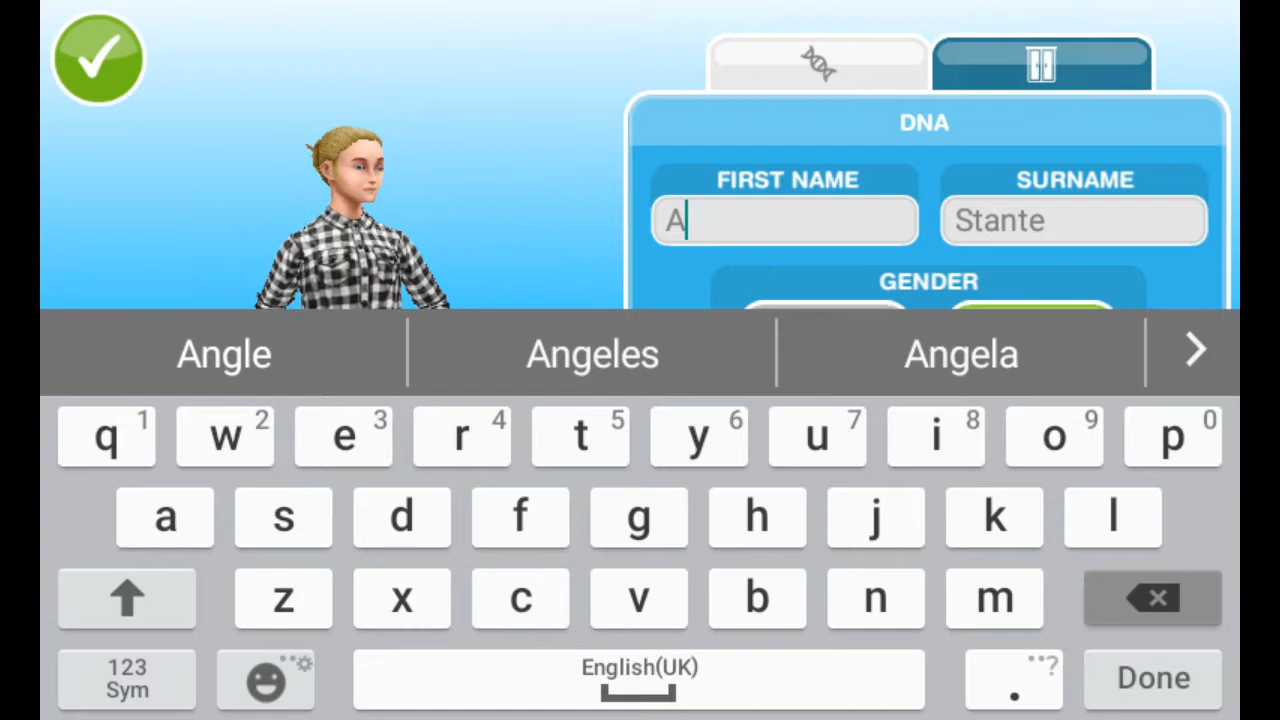 DNA
FIRST NAME SURNAME
A Stante
GENDER
Angle Angeles Angela
q 1 w 2 e 3 r 4 t 5 y 6 u 7 i 8 o 9 p 0
a s d f g h j k l
z x c v b n m
123 English(UK) ..? Done
Sym .